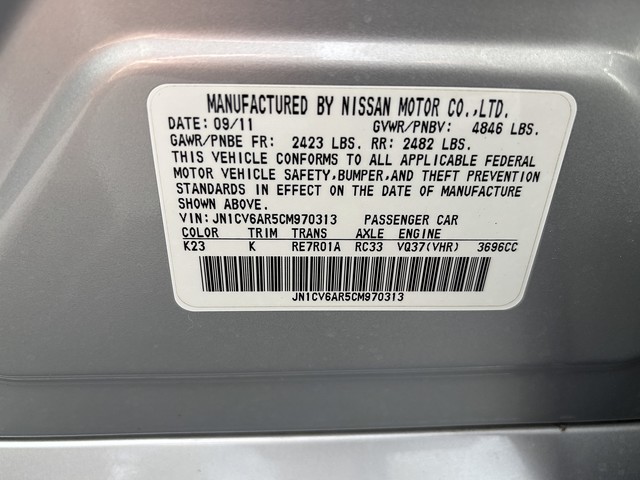 MANUFACTURED BY NISSAN MOTOR CO.,LTD.
DATE: 09/11 GVWR/PNBV: 4846 LBS.
GAWR/PNBE FR: 2423 LBS. RR: 2482 LBS.
THIS VEHICLE CONFORMS TO ALL APPLICABLE FEDERAL
MOTOR VEHICLE SAFETY,BUMPER,AND THEFT PREVENTION
STANDARDS IN EFFECT ON THE DATE OF MANUFACTURE
SHOWN ABOVE.
VIN: JN1CV6AR5CM970313 PASSENGER CAR
COLOR TRIM TRANS AXLE ENGINE
K23 K RE7R01A RC33 VQ37(VHR) 3696CC
JN1CV6AR5CM970313